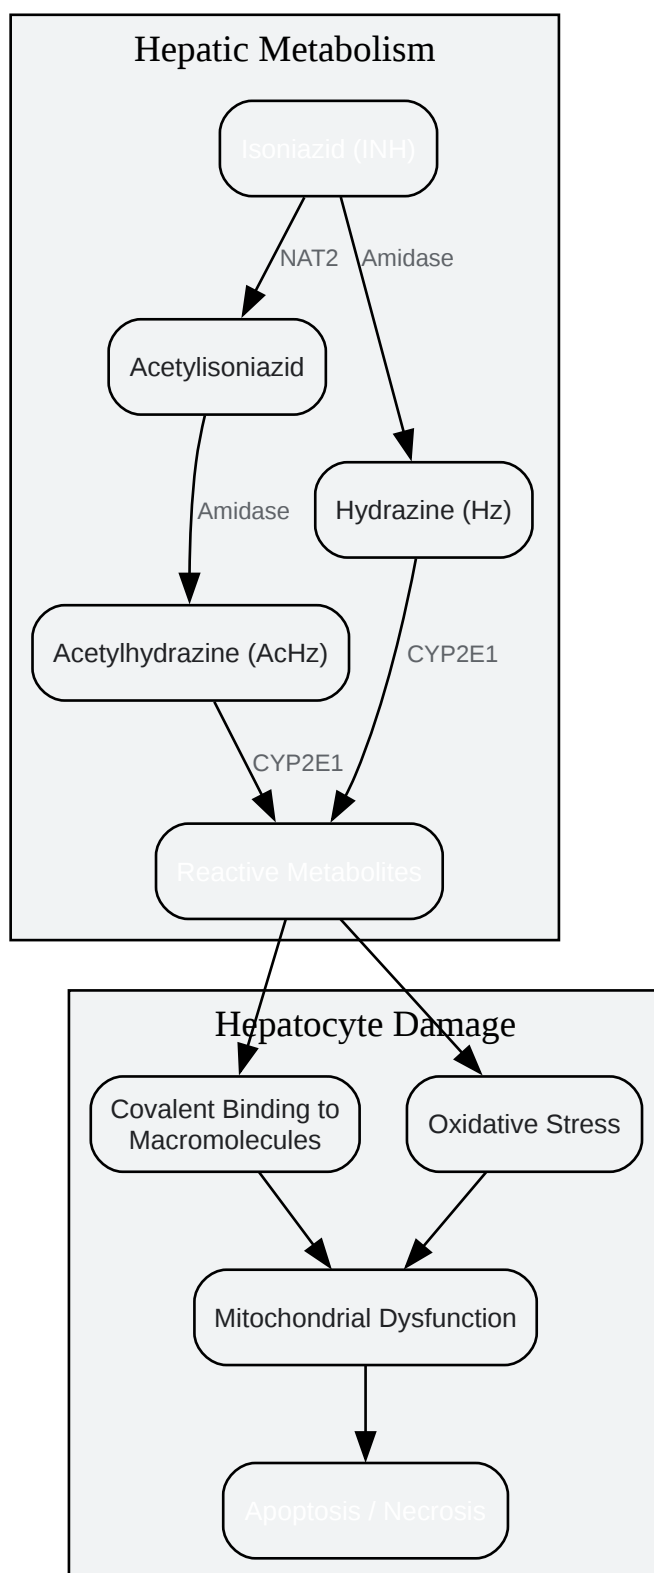 Hepatic Metabolism
Isoniazid (INH)
NAT2
Amidase
Acetylisoniazid
Hydrazine (Hz)
Amidase
Acetylhydrazine (AcHz)
CYP2E1
CYP2E1
Reactive Metabolites
Hepatocyte Damage
Covalent Binding to
Macromolecules
Oxidative Stress
Mitochondrial Dysfunction
Apoptosis / Necrosis